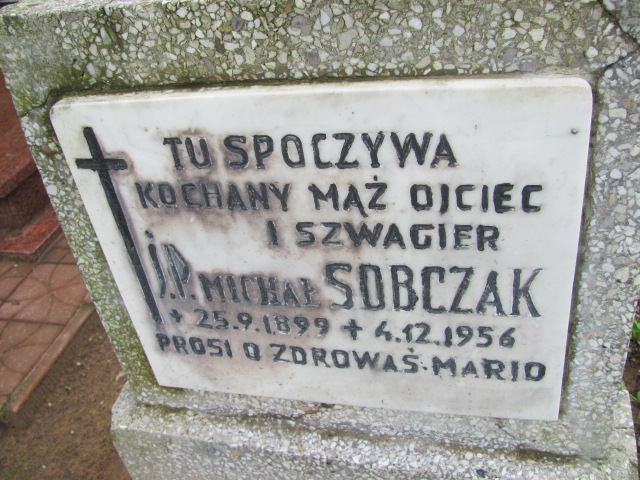 TU SPOCZYWA
KOCHANY MĄŻ OJCIEC
I SZWAGIER
Ś.P. MICHAŁ SOBCZAK
+ 25.9.1899 + 4.12.1956
PROSI O ZDROWAŚ-MARIO